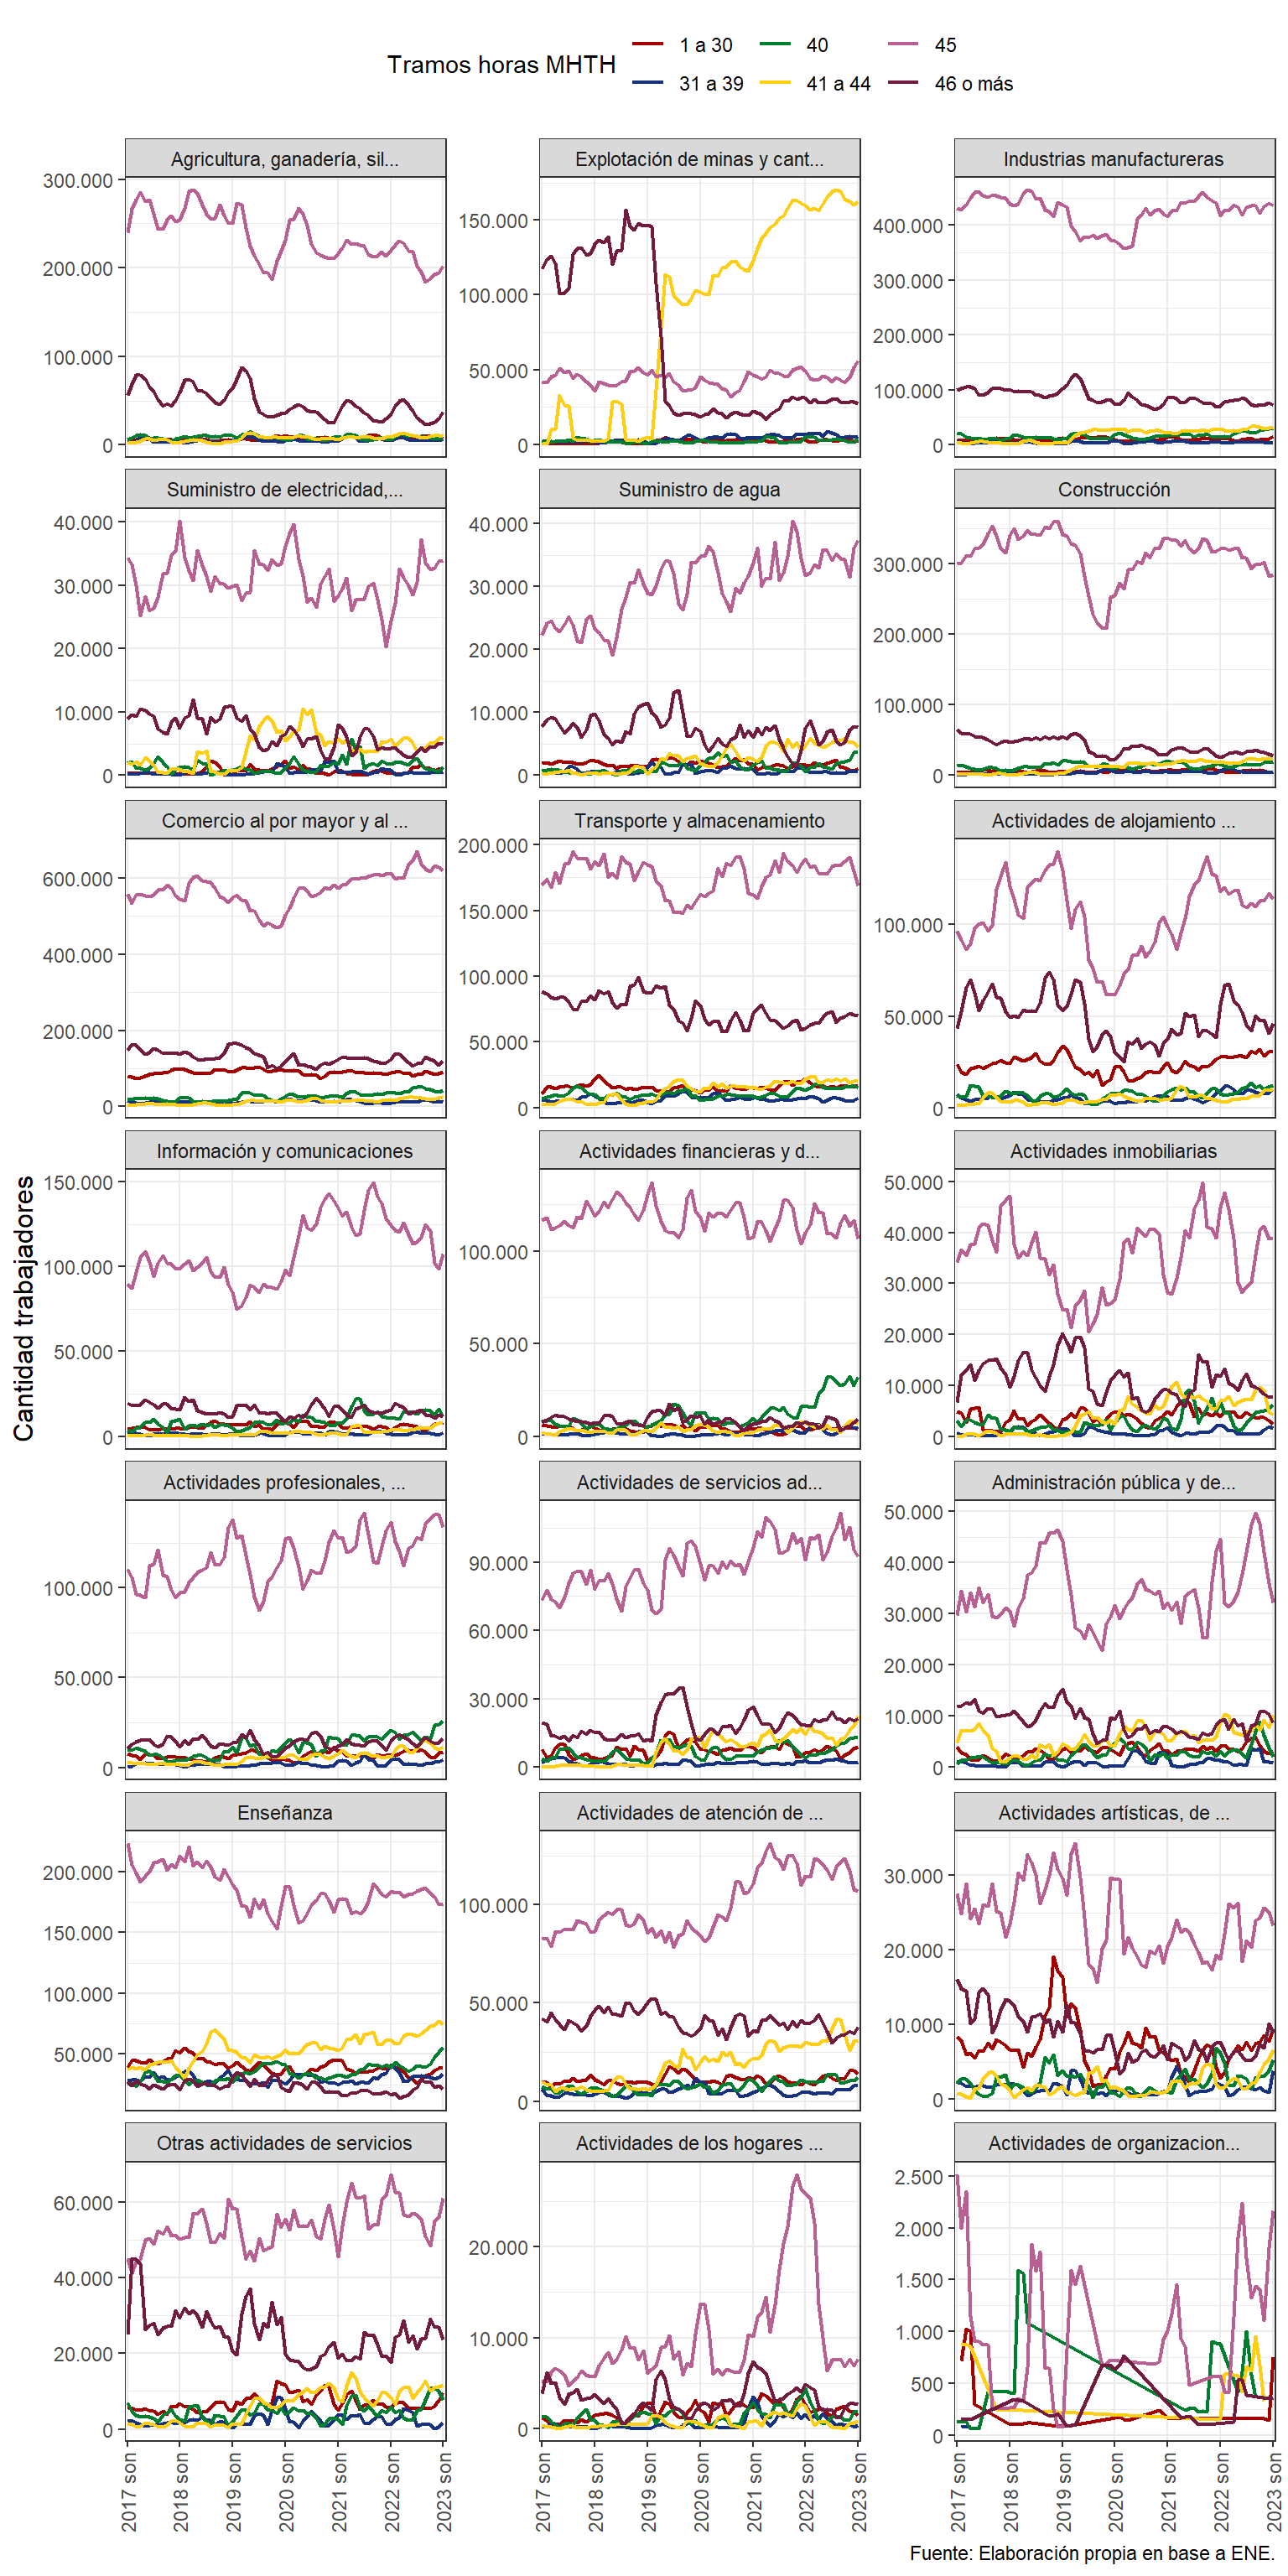 Tramos horas MHTH
1 a 30
40
45
31 a 39
41 a 44
46 o más
Cantidad trabajadores
Agricultura, ganadería, sil...
Explotación de minas y cant...
Industrias manufactureras
300.000
200.000
100.000
0
150.000
100.000
50.000
0
400.000
300.000
200.000
100.000
0
Suministro de electricidad,...
Suministro de agua
Construcción
40.000
30.000
20.000
10.000
0
40.000
30.000
20.000
10.000
0
300.000
200.000
100.000
0
Comercio al por mayor y al ...
Transporte y almacenamiento
Actividades de alojamiento ...
600.000
400.000
200.000
0
200.000
150.000
100.000
50.000
0
100.000
50.000
0
Información y comunicaciones
Actividades financieras y d...
Actividades inmobiliarias
150.000
100.000
50.000
0
100.000
50.000
0
50.000
40.000
30.000
20.000
10.000
0
Actividades profesionales, ...
Actividades de servicios ad...
Administración pública y de...
100.000
50.000
0
90.000
60.000
30.000
0
50.000
40.000
30.000
20.000
10.000
0
Enseñanza
Actividades de atención de ...
Actividades artísticas, de ...
200.000
150.000
100.000
50.000
100.000
50.000
0
30.000
20.000
10.000
0
Otras actividades de servicios
Actividades de los hogares ...
Actividades de organizacion...
60.000
40.000
20.000
0
20.000
10.000
0
2.500
2.000
1.500
1.000
500
0
2017 son
2018 son
2019 son
2020 son
2021 son
2022 son
2023 son
2017 son
2018 son
2019 son
2020 son
2021 son
2022 son
2023 son
2017 son
2018 son
2019 son
2020 son
2021 son
2022 son
2023 son
Fuente: Elaboración propia en base a ENE.